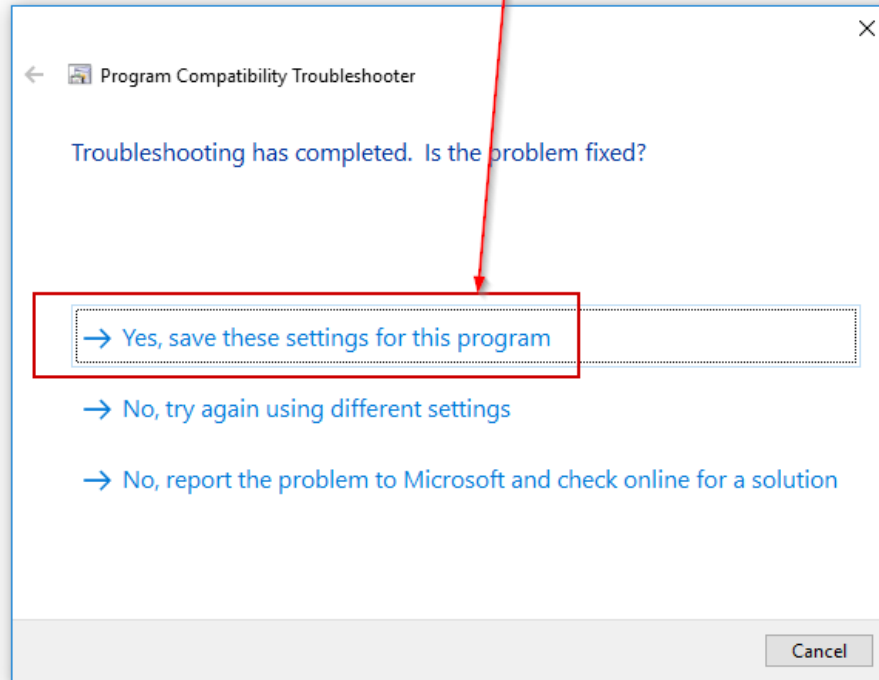 Program Compatibility Troubleshooter
Troubleshooting has completed. Is the problem fixed?
Yes, save these settings for this program
No, try again using different settings
No, report the problem to Microsoft and check online for a solution
Cancel